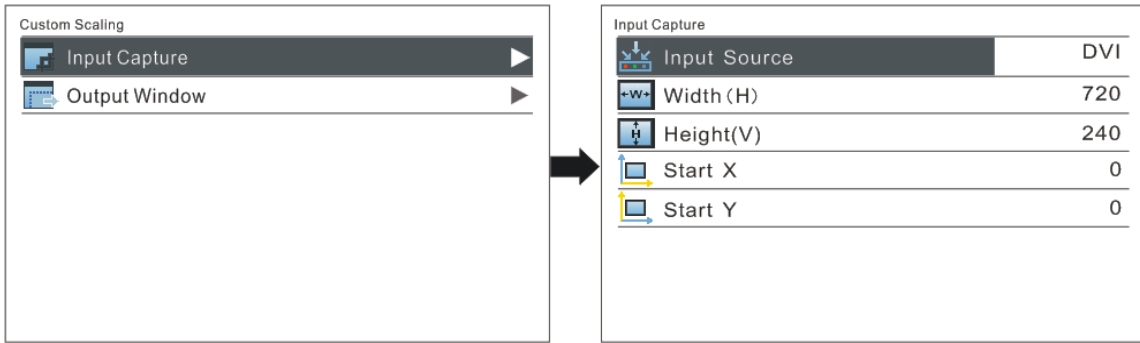 Custom Scaling
Input Capture
Output Window
Input Capture
Input Source DVI
W Width(H) 720
H Height(V) 240
Start X 0
Start Y 0